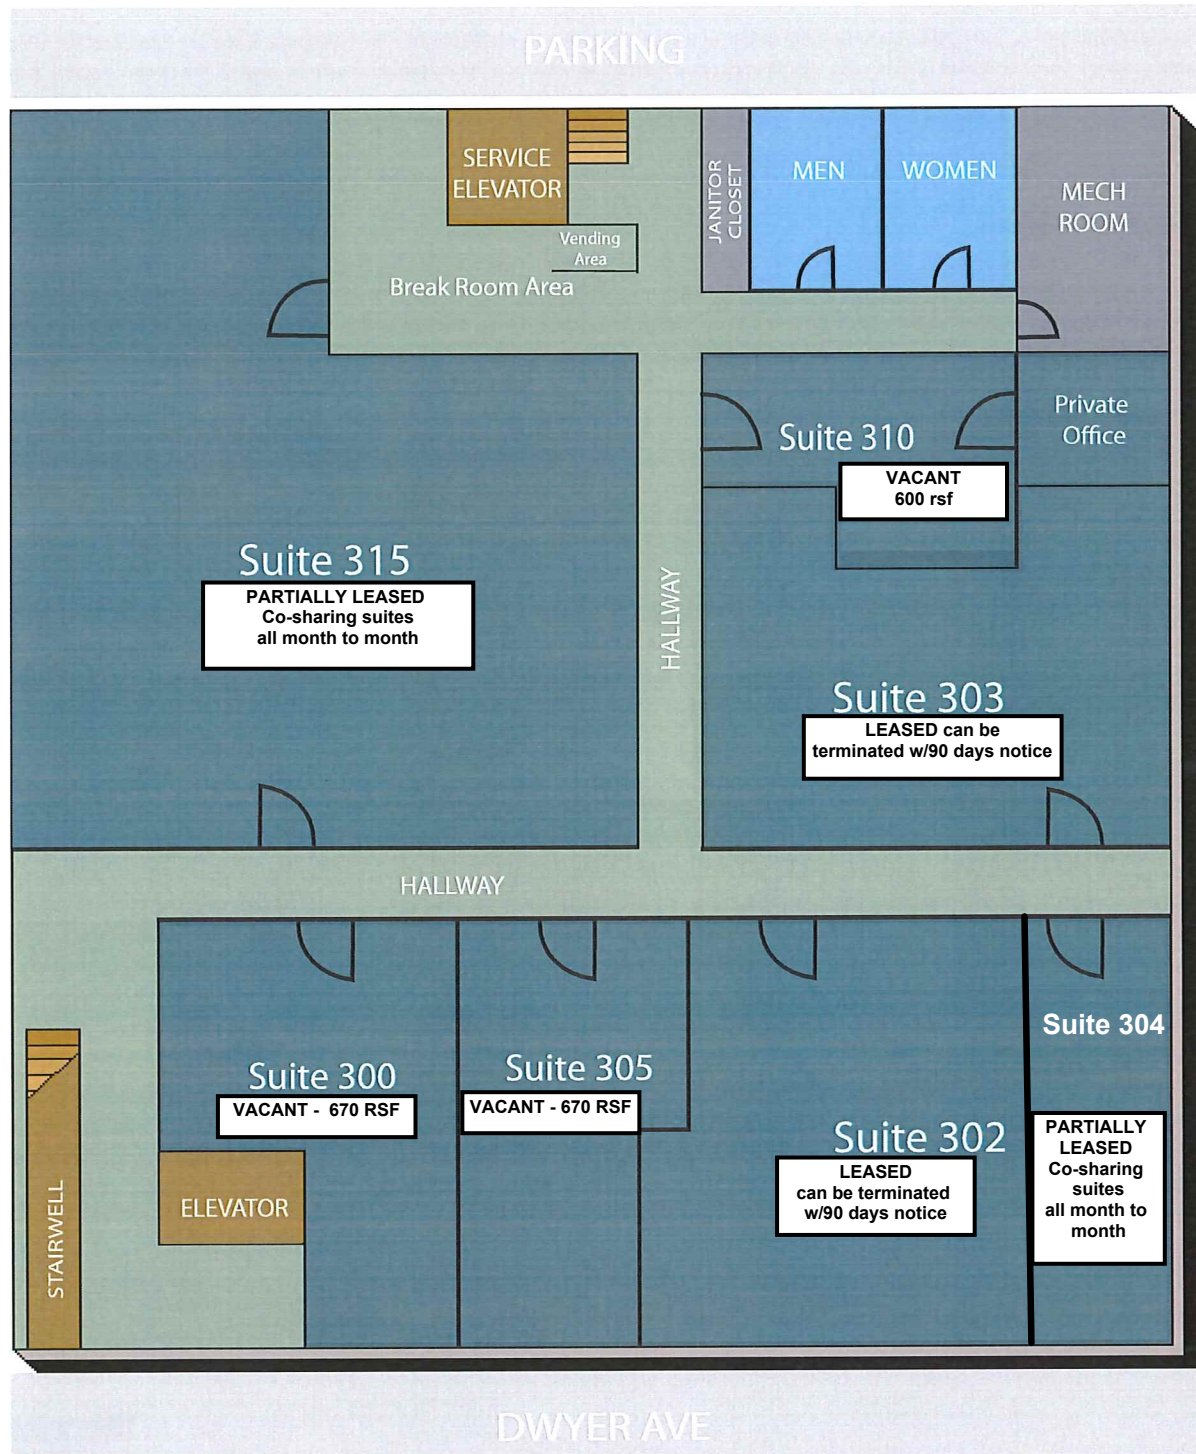 PARKING
SERVICE
ELEVATOR
Vending
Area
Break Room Area
JANITOR
CLOSET
MEN
WOMEN
MECH
ROOM
Private
Office
Suite 310
VACANT
600 rsf
Suite 315
PARTIALLY LEASED
Co-sharing suites
all month to month
HALLWAY
Suite 303
LEASED can be
terminated w/90 days notice
HALLWAY
Suite 300
VACANT - 670 RSF
Suite 305
VACANT - 670 RSF
Suite 302
LEASED
can be terminated
w/90 days notice
Suite 304
PARTIALLY
LEASED
Co-sharing
suites
all month to
month
ELEVATOR
STAIRWELL
DWYER AVE